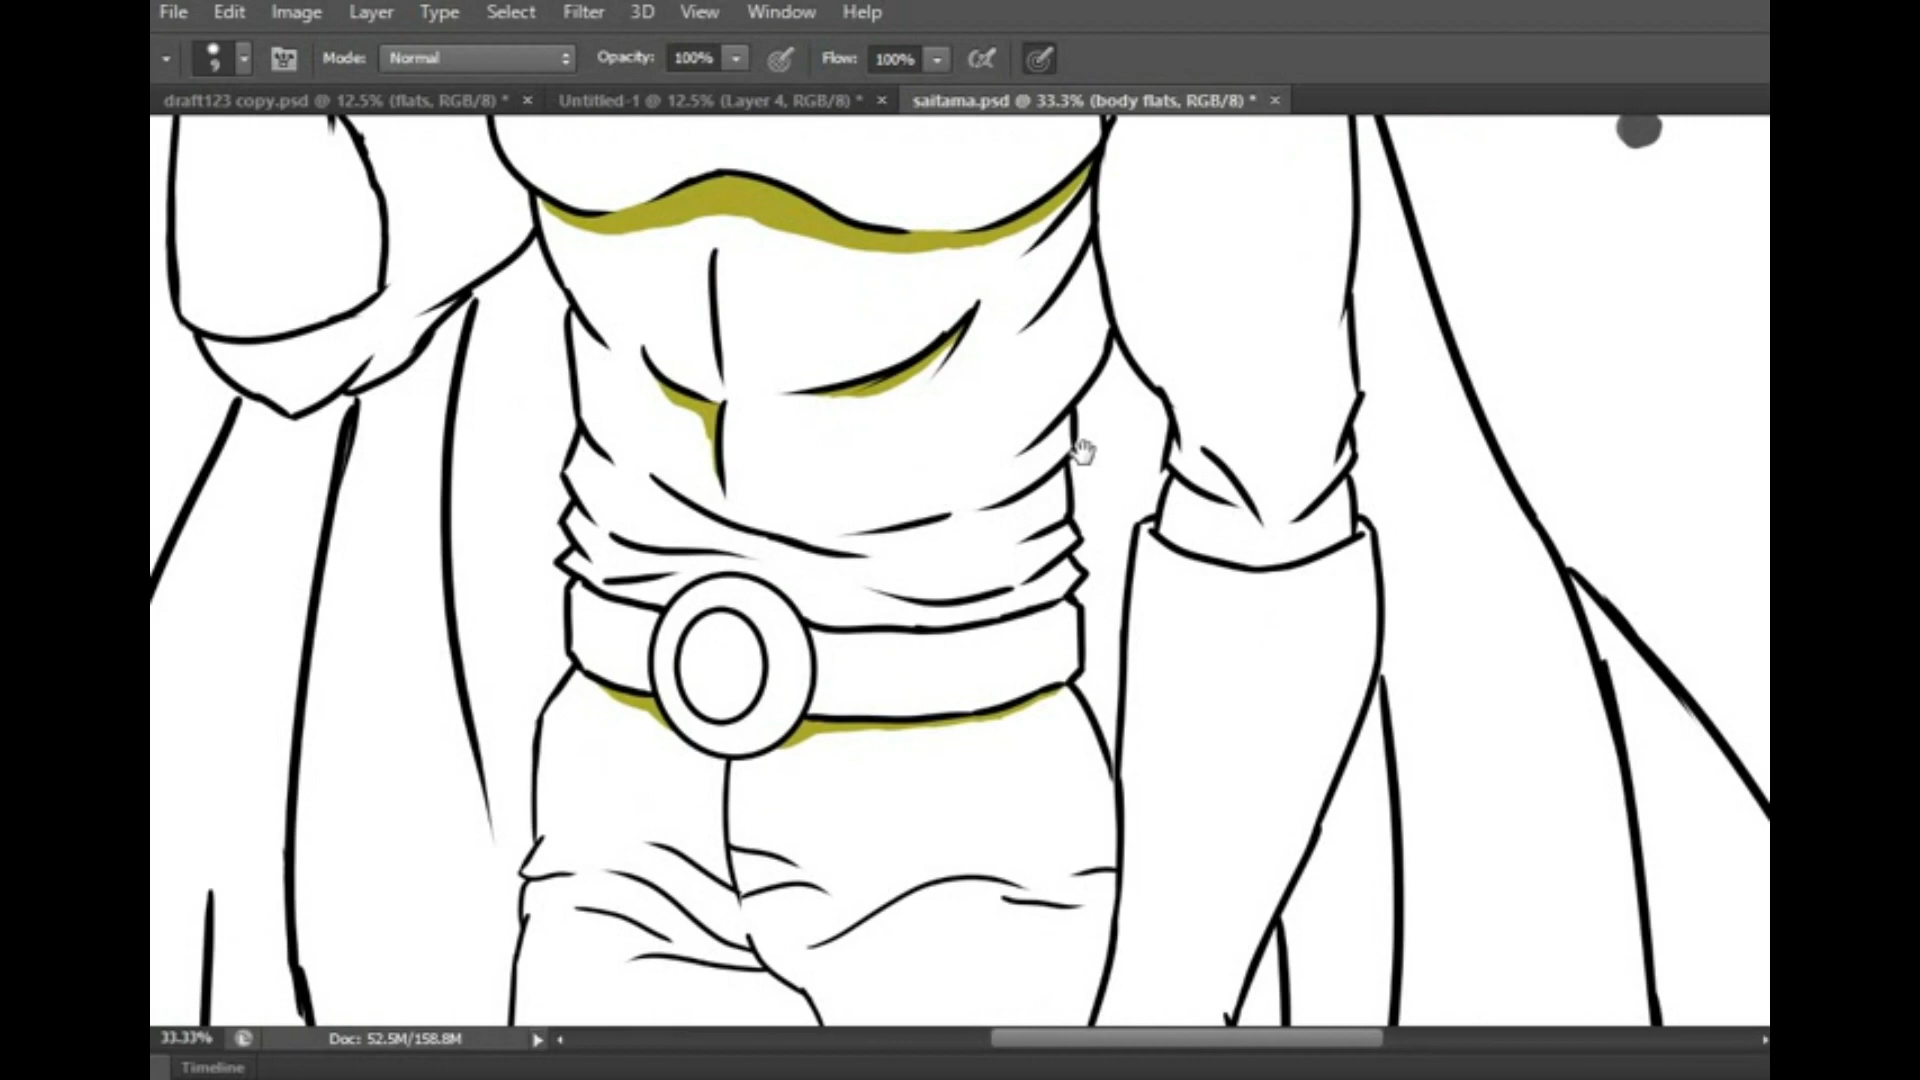 File Edit Image Layer Type Select Filter 3D View Window Help
Mode: Normal Opacity: 100% Flow: 100%
draft123 copy.psd @ 12.5% (flats, RGB/8) * × Untitled-1 @ 12.5% (Layer 4, RGB/8) * × saitama.psd @ 33.3% (body flats, RGB/8) * ×
33.33% Doc: 52.5M/158.8M
Timeline